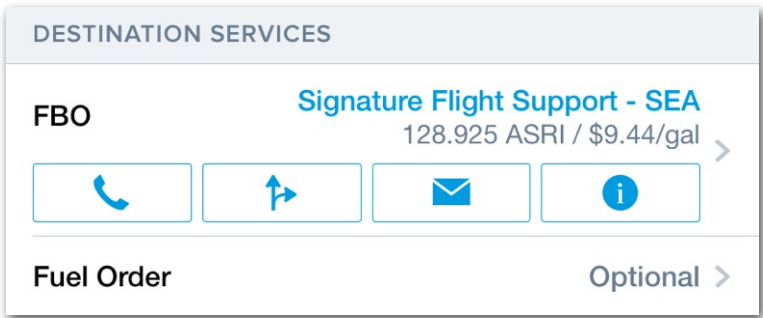 DESTINATION SERVICES
FBO
Signature Flight Support - SEA
128.925 ASRI / $9.44/gal
Fuel Order
Optional